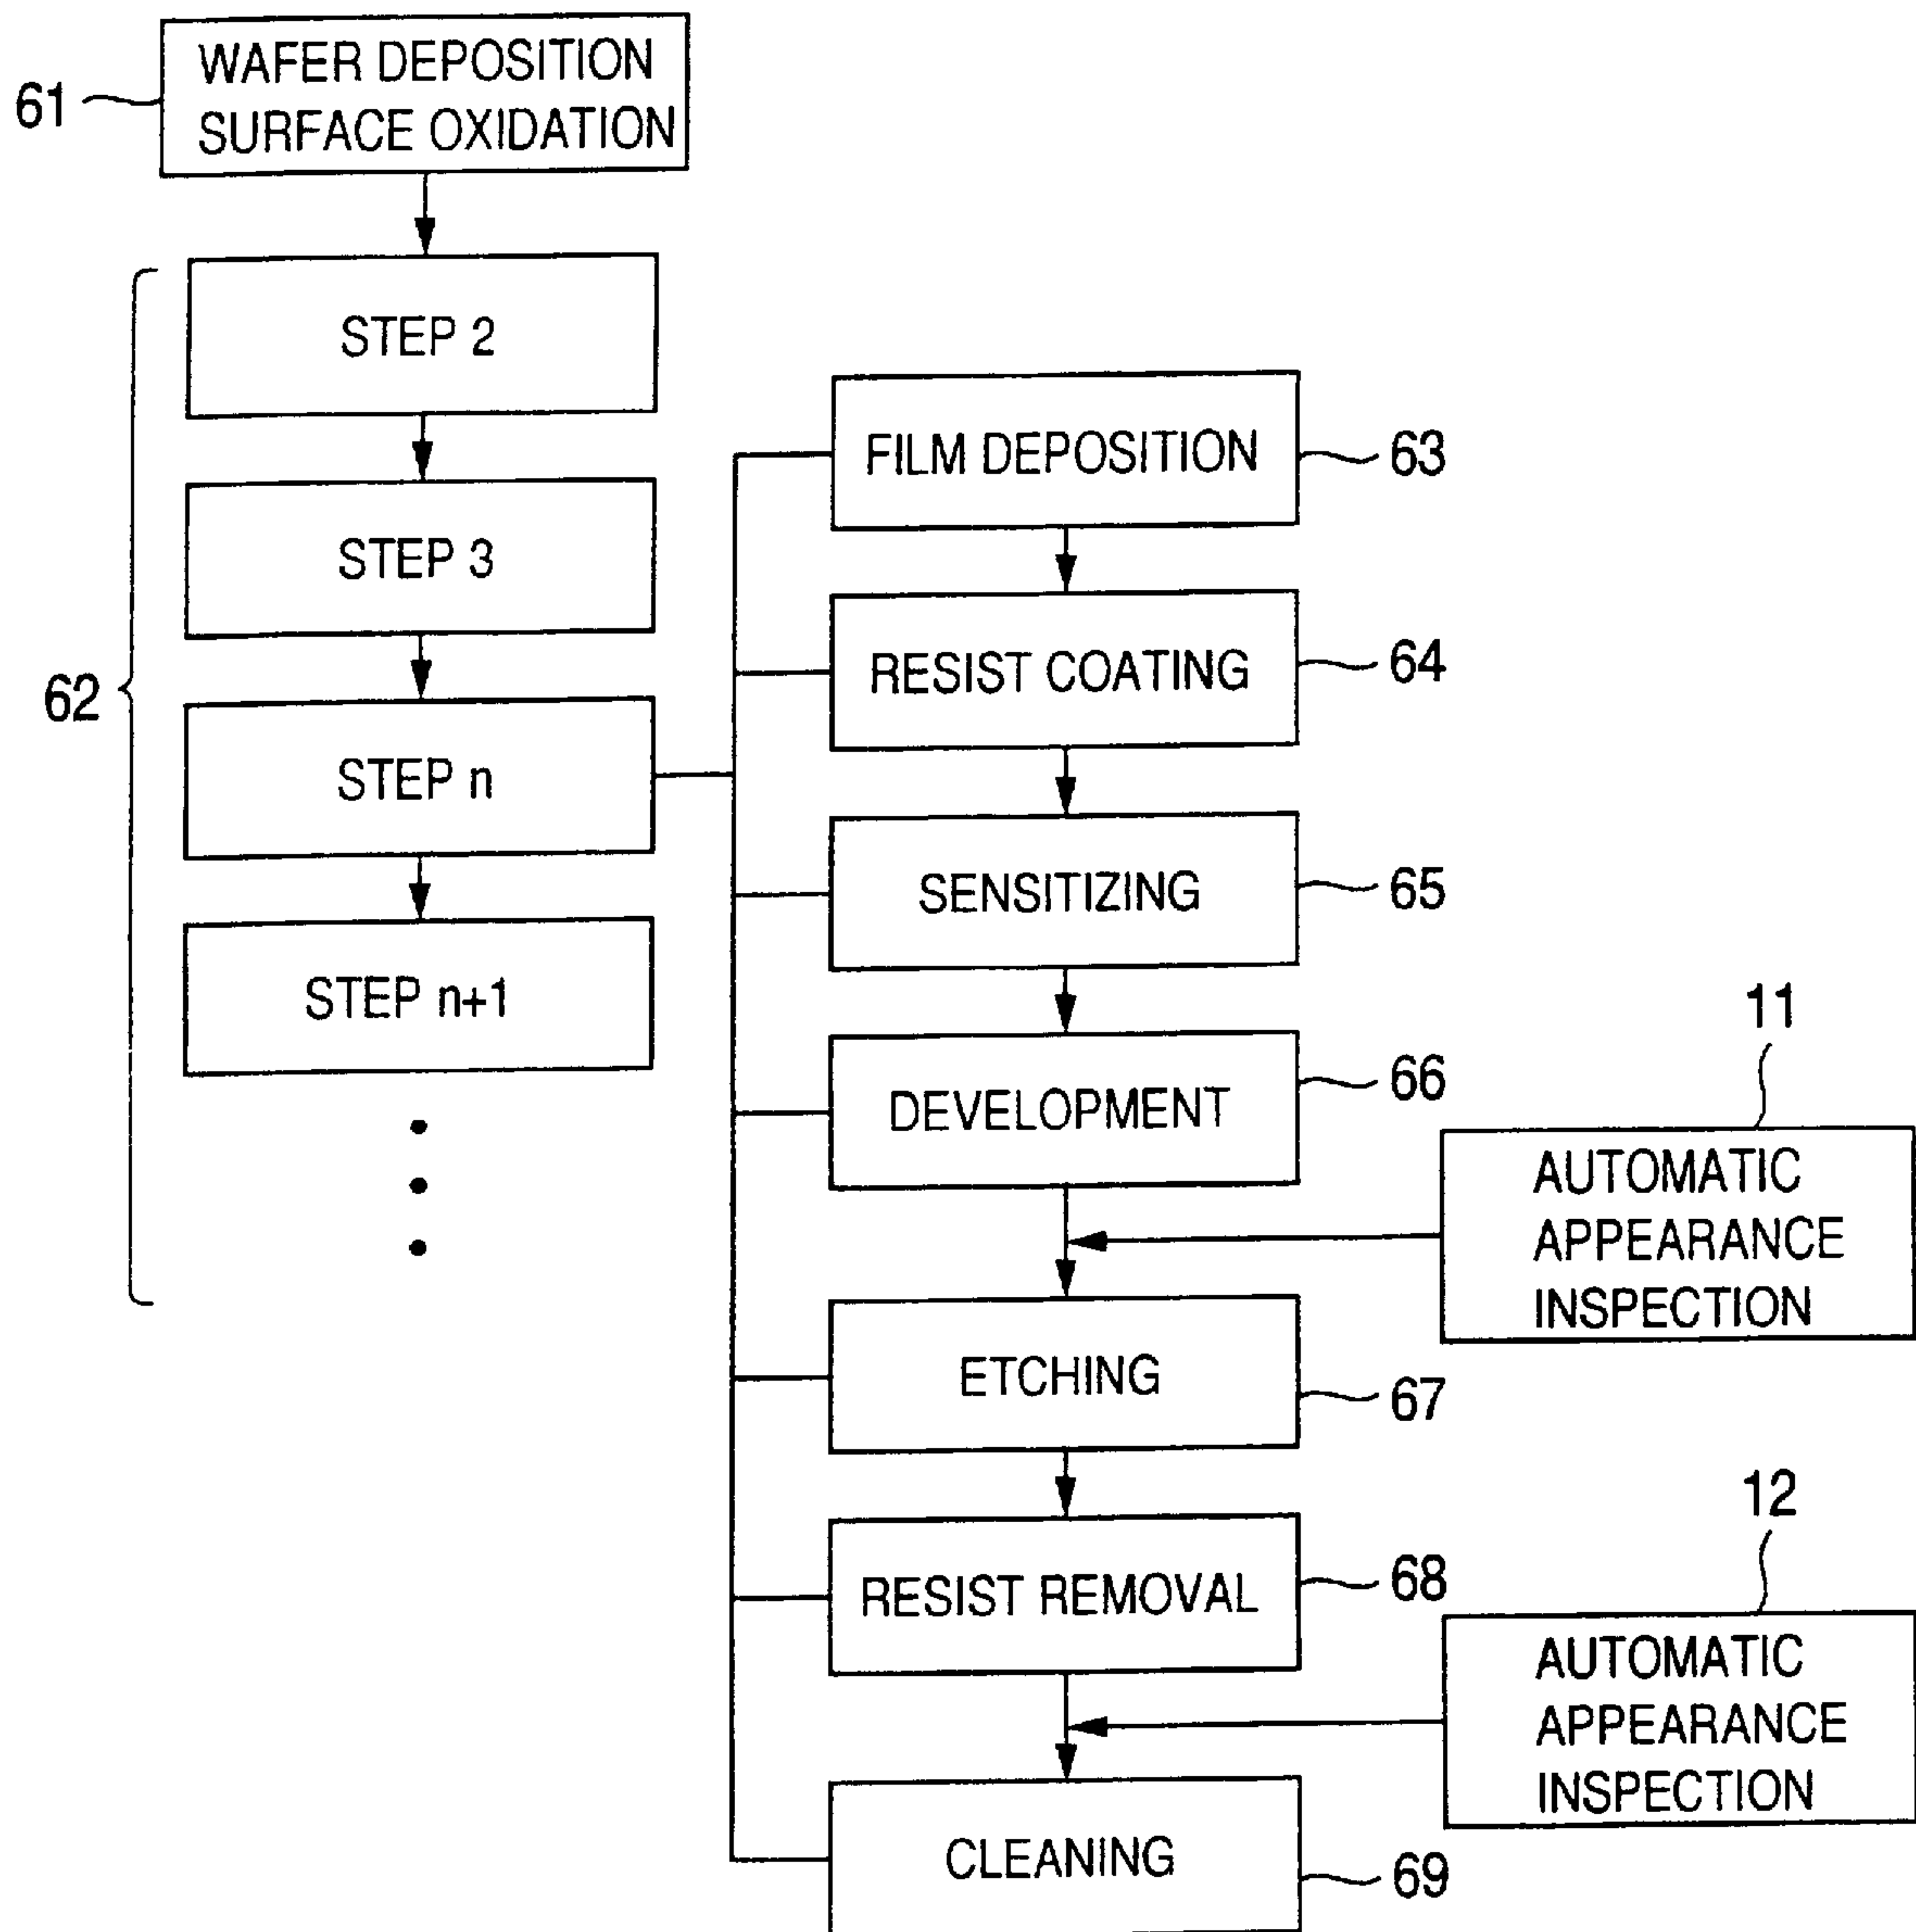 WAFER DEPOSITION
SURFACE OXIDATION
61
STEP 2
STEP 3
62
STEP n
STEP n+1
FILM DEPOSITION
63
RESIST COATING
64
SENSITIZING
65
DEVELOPMENT
66
11
AUTOMATIC
APPEARANCE
INSPECTION
ETCHING
67
RESIST REMOVAL
68
12
AUTOMATIC
APPEARANCE
INSPECTION
CLEANING
69